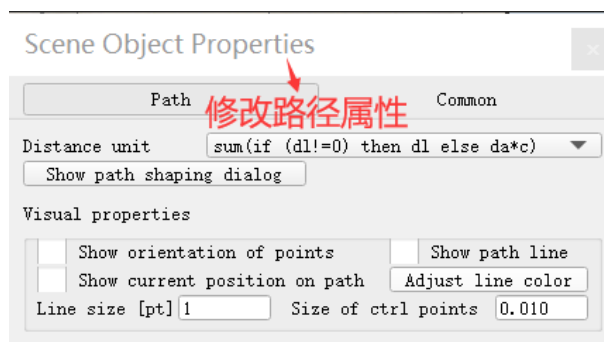 Scene Object Properties
×
Path
修改路径属性
Common
Distance unit
sum(if (dl!=0) then dl else da*c)
Show path shaping dialog
Visual properties
Show orientation of points
Show path line
Show current position on path
Adjust line color
Line size [pt] 1
Size of ctrl points 0.010